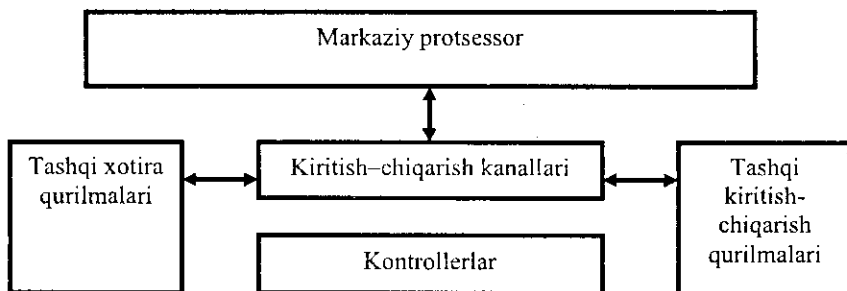 Markaziy protsessor
Tashqi xotira
qurilmalari
Kiritish–chiqarish kanallari
Tashqi
kiritish-
chiqarish
qurilmalari
Kontrollerlar